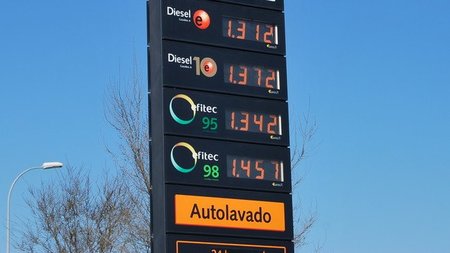 Diesel e
1.312
Diesel 10
1.372
efitec
95
1.342
efitec
98
1.457
Autolavado